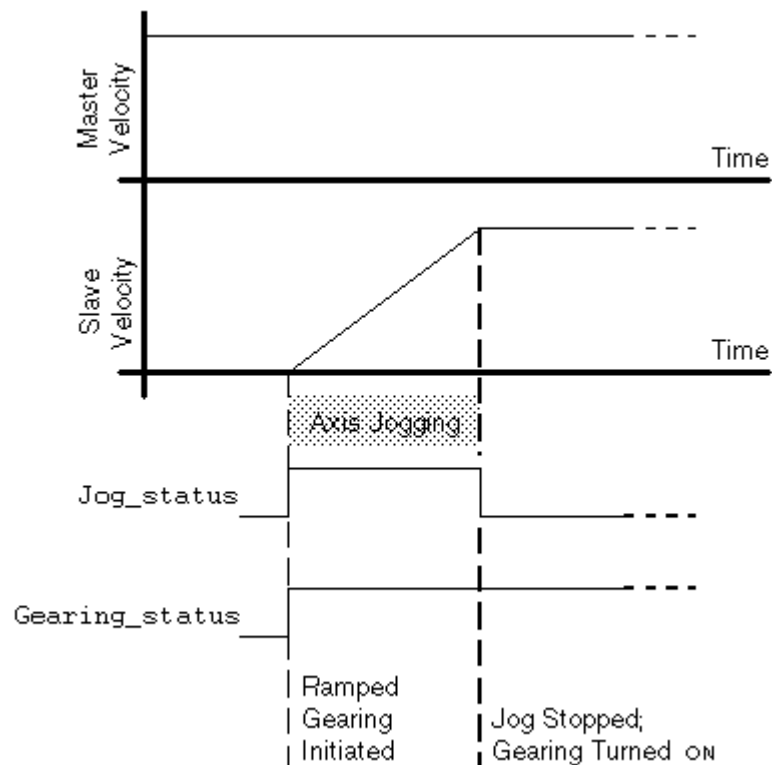 Master
Velocity
Time
Slave
Velocity
Time
Axis Jogging
Jog_status
Gearing_status
Ramped
Gearing
Initiated
Jog Stopped;
Gearing Turned ON